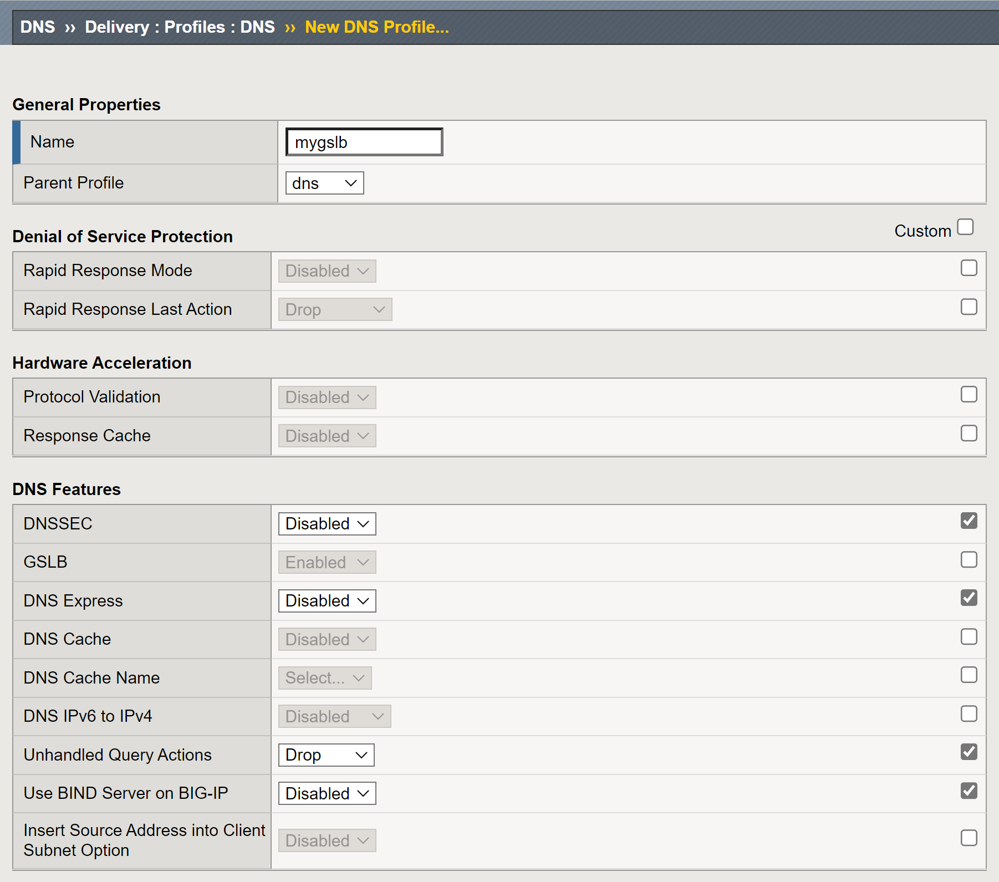 DNS ›› Delivery : Profiles : DNS ›› New DNS Profile...
General Properties
Name mygslb
Parent Profile dns
Denial of Service Protection Custom
Rapid Response Mode Disabled
Rapid Response Last Action Drop
Hardware Acceleration
Protocol Validation Disabled
Response Cache Disabled
DNS Features
DNSSEC Disabled
GSLB Enabled
DNS Express Disabled
DNS Cache Disabled
DNS Cache Name Select...
DNS IPv6 to IPv4 Disabled
Unhandled Query Actions Drop
Use BIND Server on BIG-IP Disabled
Insert Source Address into Client
Subnet Option Disabled